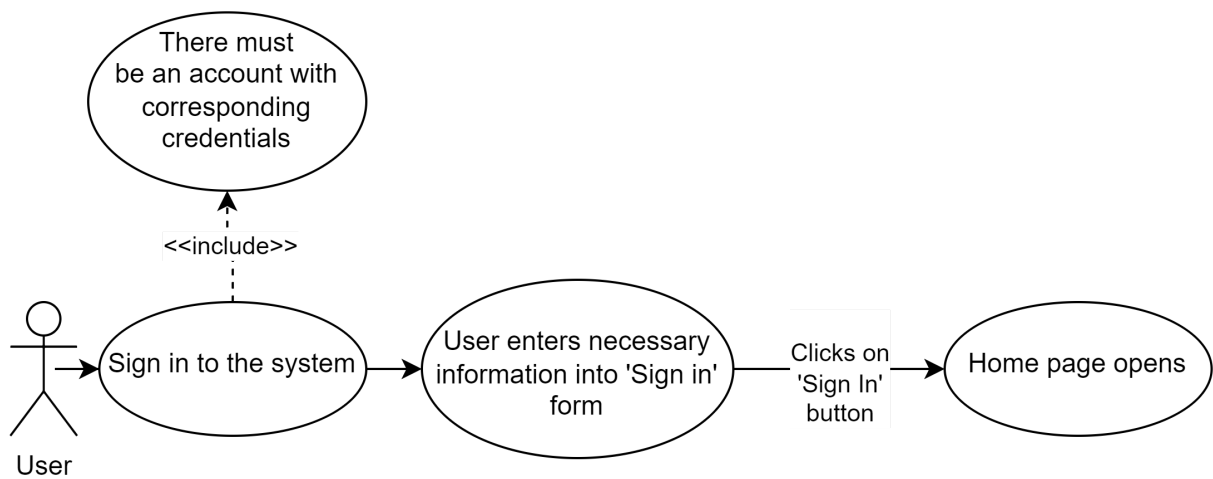 There must
be an account with
corresponding
credentials
<<include>>
Sign in to the system
User enters necessary
information into 'Sign in'
form
Clicks on
'Sign In'
button
Home page opens
User